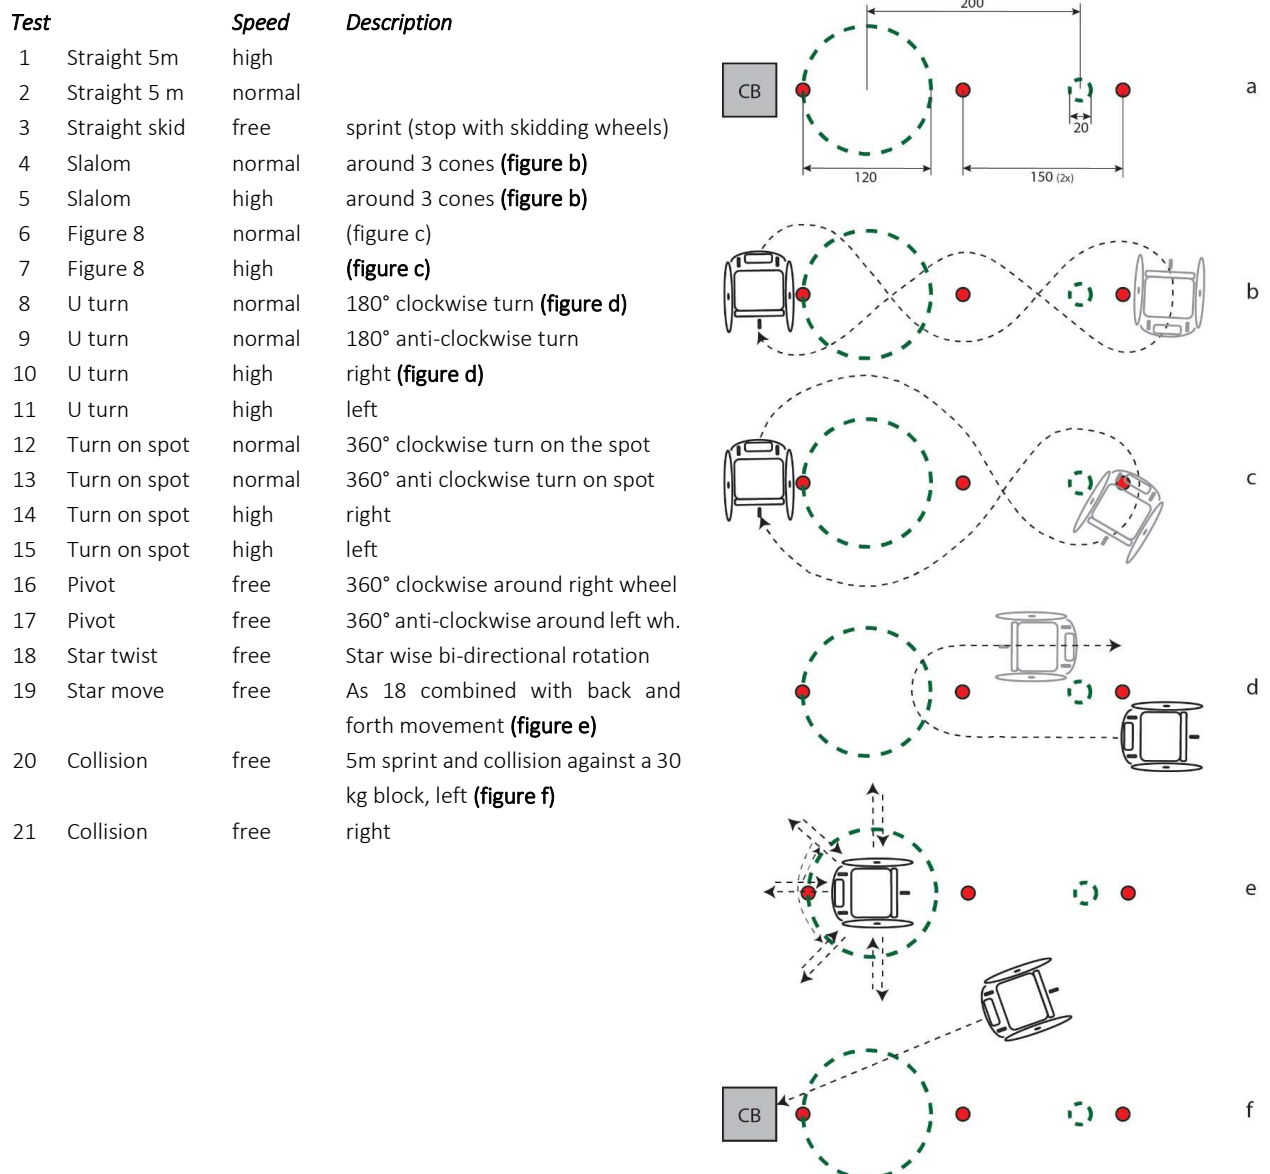 Test Speed Description
1 Straight 5m high
2 Straight 5 m normal
3 Straight skid free sprint (stop with skidding wheels)
4 Slalom normal around 3 cones (figure b)
5 Slalom high around 3 cones (figure b)
6 Figure 8 normal (figure c)
7 Figure 8 high (figure c)
8 U turn normal 180° clockwise turn (figure d)
9 U turn normal 180° anti-clockwise turn
10 U turn high right (figure d)
11 U turn high left
12 Turn on spot normal 360° clockwise turn on the spot
13 Turn on spot normal 360° anti clockwise turn on spot
14 Turn on spot high right
15 Turn on spot high left
16 Pivot free 360° clockwise around right wheel
17 Pivot free 360° anti-clockwise around left wh.
18 Star twist free Star wise bi-directional rotation
19 Star move free As 18 combined with back and
forth movement (figure e)
20 Collision free 5m sprint and collision against a 30
kg block, left (figure f)
21 Collision free right
200
CB
a
20
120
150 (2x)
b
c
d
e
CB
f